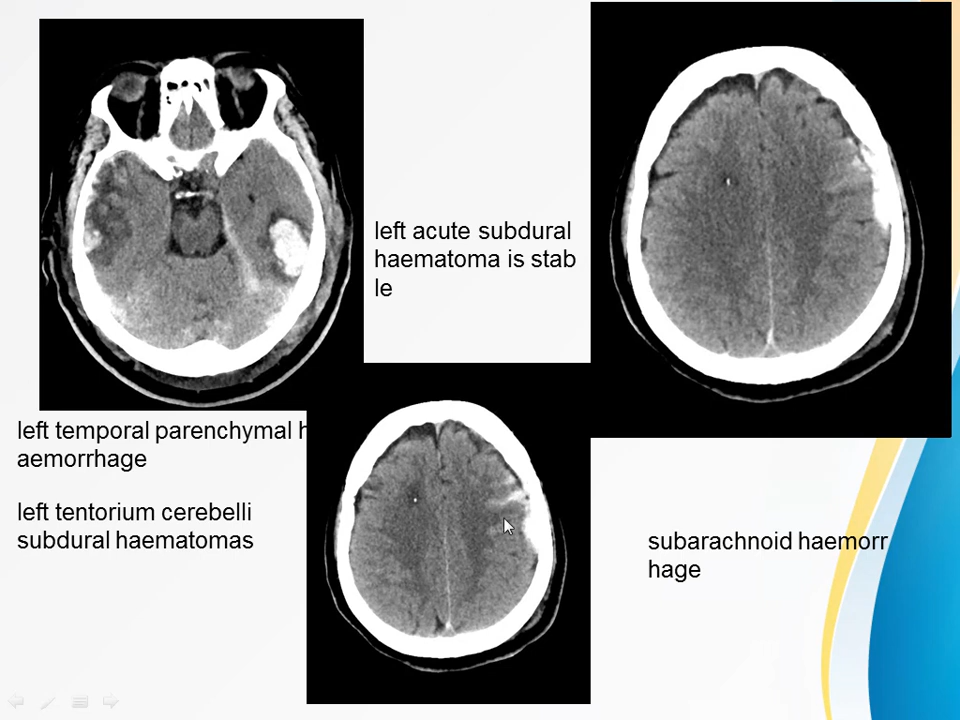 left acute subdural
haematoma is stab
le
left temporal parenchymal h
aemorrhage
left tentorium cerebelli
subdural haematomas
subarachnoid haemorr
hage